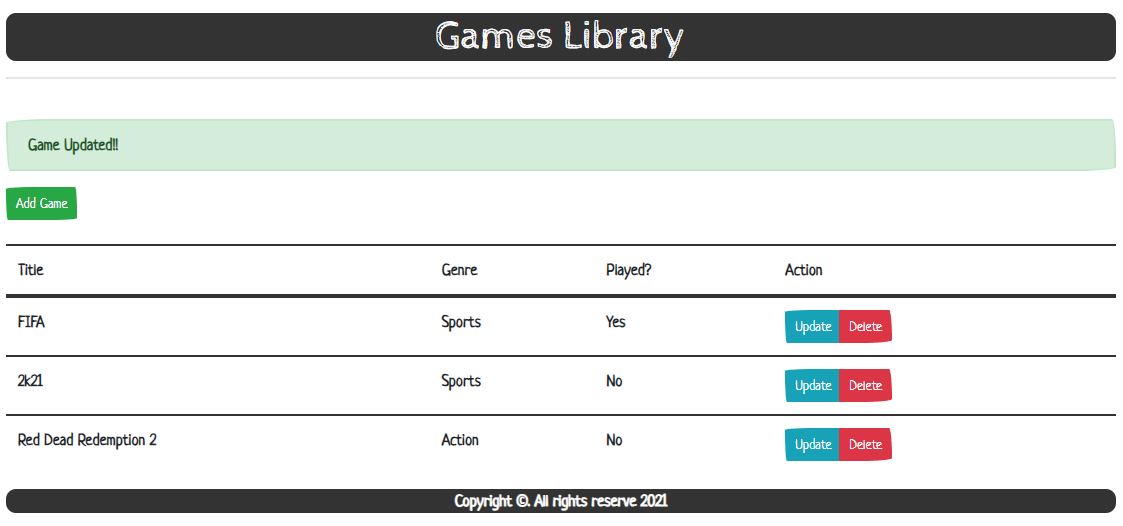 Games Library
Game Updated!!
Add Game
Title Genre Played? Action
FIFA Sports Yes Update Delete
2k21 Sports No Update Delete
Red Dead Redemption 2 Action No Update Delete
Copyright ©. All rights reserve 2021